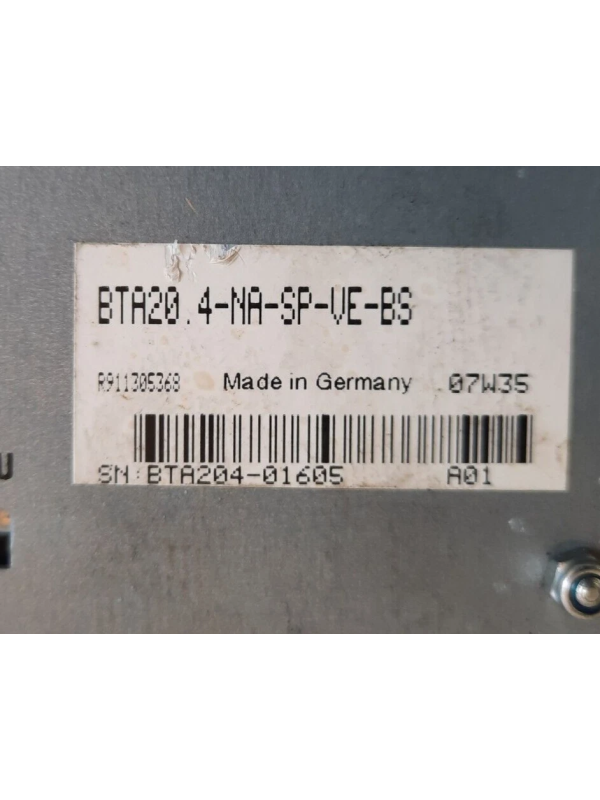 BTA20.4-NA-SP-VE-BS
R911305368 Made in Germany 07W35
SN:BTA204-01605 A01
U